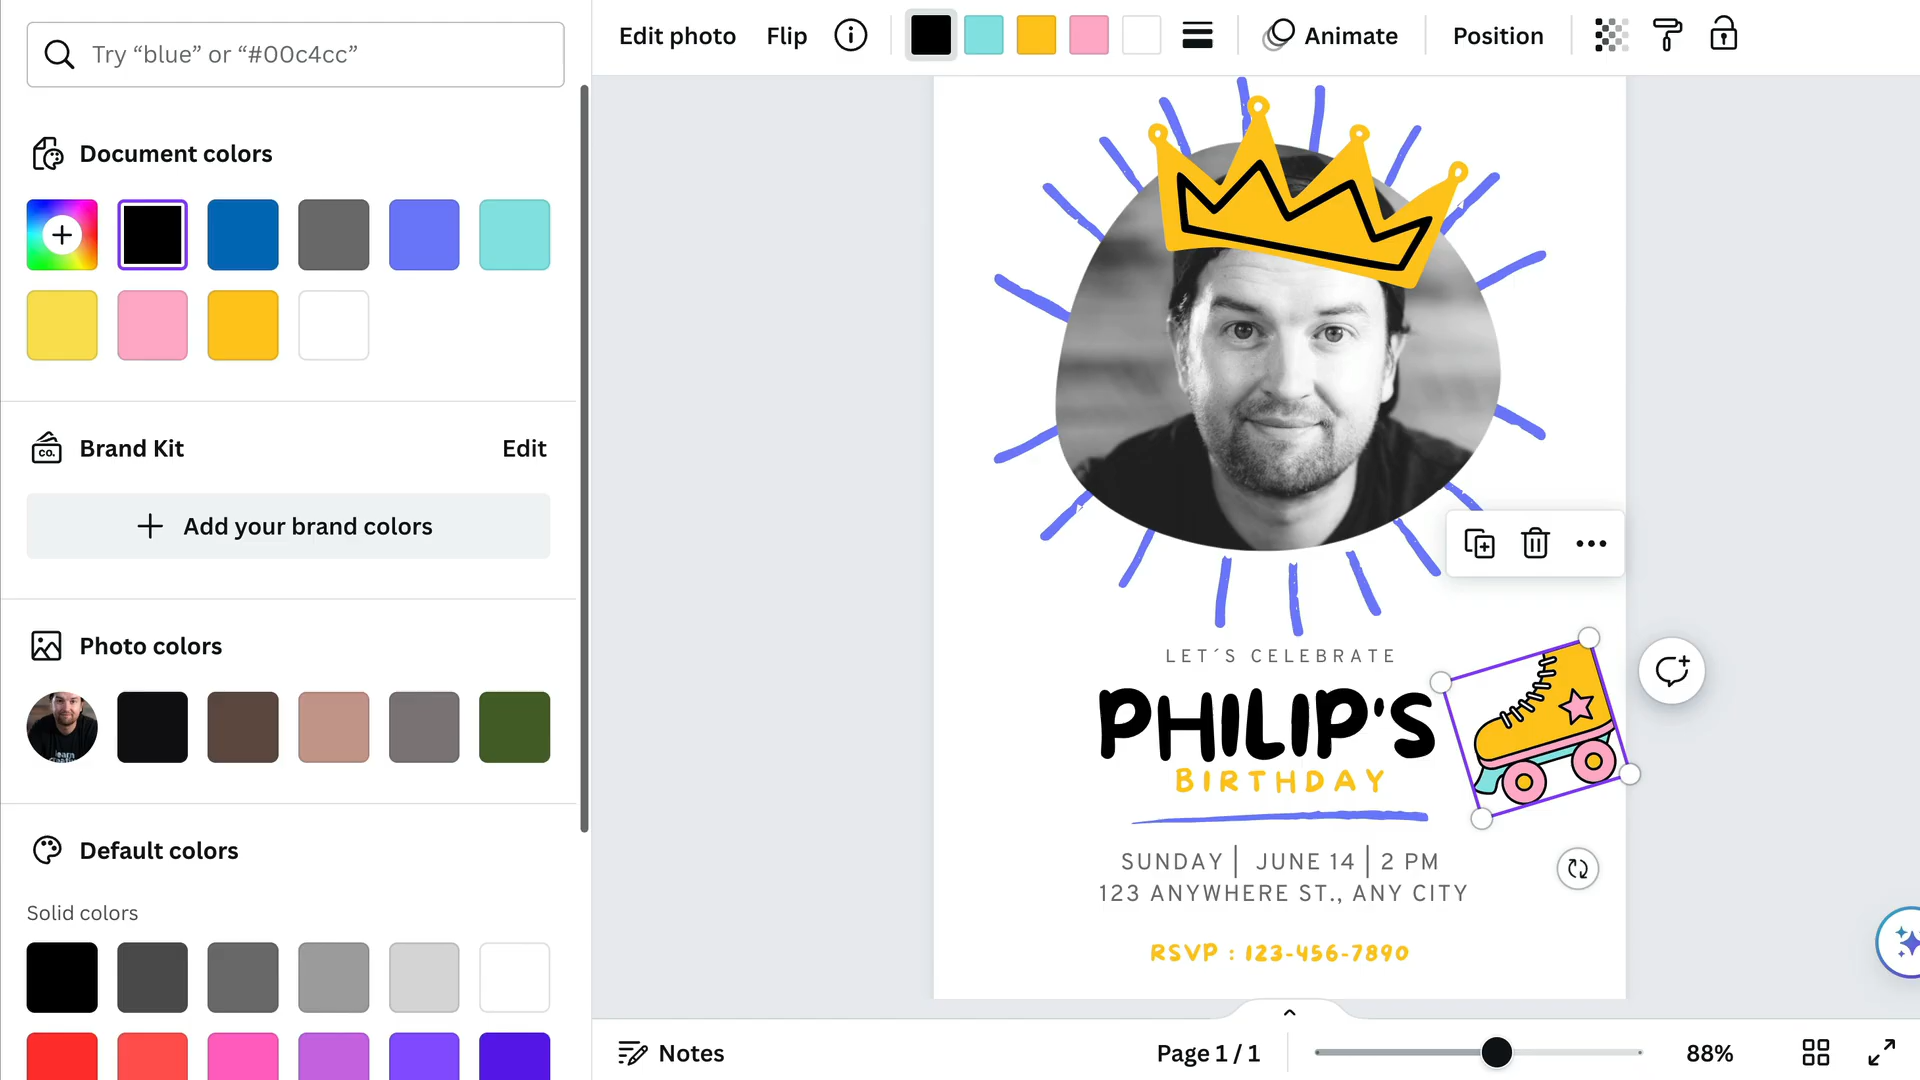 Try “blue” or “#00c4cc”
Document colors
Brand Kit
Edit
co.
Add your brand colors
Photo colors
Default colors
Solid colors
Edit photo
Flip
Animate
Position
LET´S CELEBRATE
PHILIP'S
BIRTHDAY
SUNDAY | JUNE 14 | 2 PM
123 ANYWHERE ST., ANY CITY
RSVP : 123-456-7890
Notes
Page 1 / 1
88%